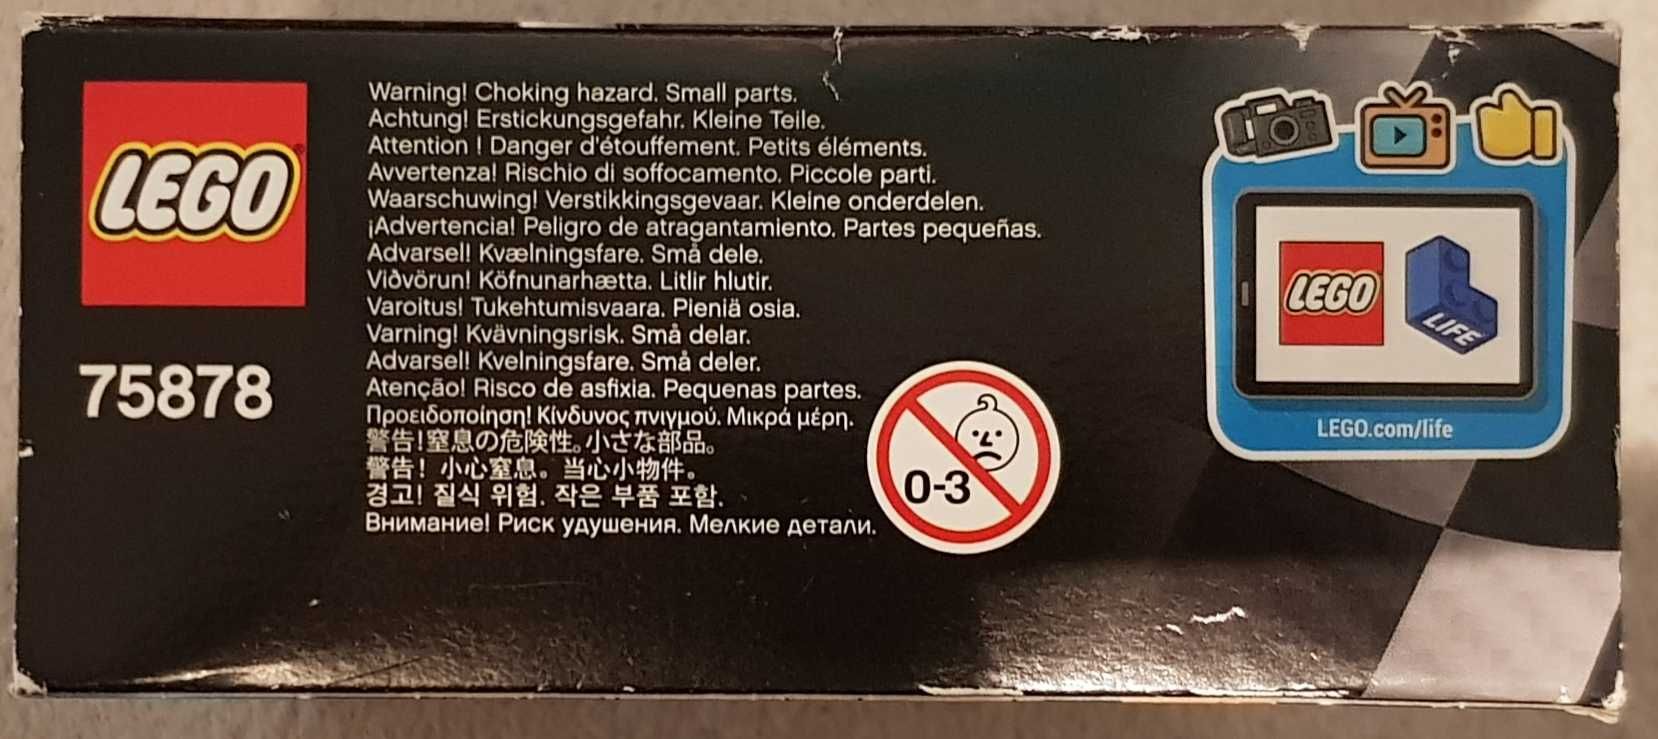 LEGO®
75878
Warning! Choking hazard. Small parts.
Achtung! Erstickungsgefahr. Kleine Teile.
Attention ! Danger d'étouffement. Petits éléments.
Avvertenza! Rischio di soffocamento. Piccole parti.
Waarschuwing! Verstikkingsgevaar. Kleine onderdelen.
¡Advertencia! Peligro de atragantamiento. Partes pequeñas.
Advarsel! Kvælningsfare. Små dele.
Viðvörun! Köfnunarhætta. Litlir hlutir.
Varoitus! Tukehtumisvaara. Pieniä osia.
Varning! Kvävningsrisk. Små delar.
Advarsel! Kvelningsfare. Små deler.
Atenção! Risco de asfixia. Pequenas partes.
Προειδοποίηση! Κίνδυνος πνιγμού. Μικρά μέρη.
警告!窒息の危険性。小さな部品。
警告! 小心窒息。当心小物件。
경고! 질식 위험. 작은 부품 포함.
Внимание! Риск удушения. Мелкие детали.
0-3
LEGO
LIFE
LEGO.com/life